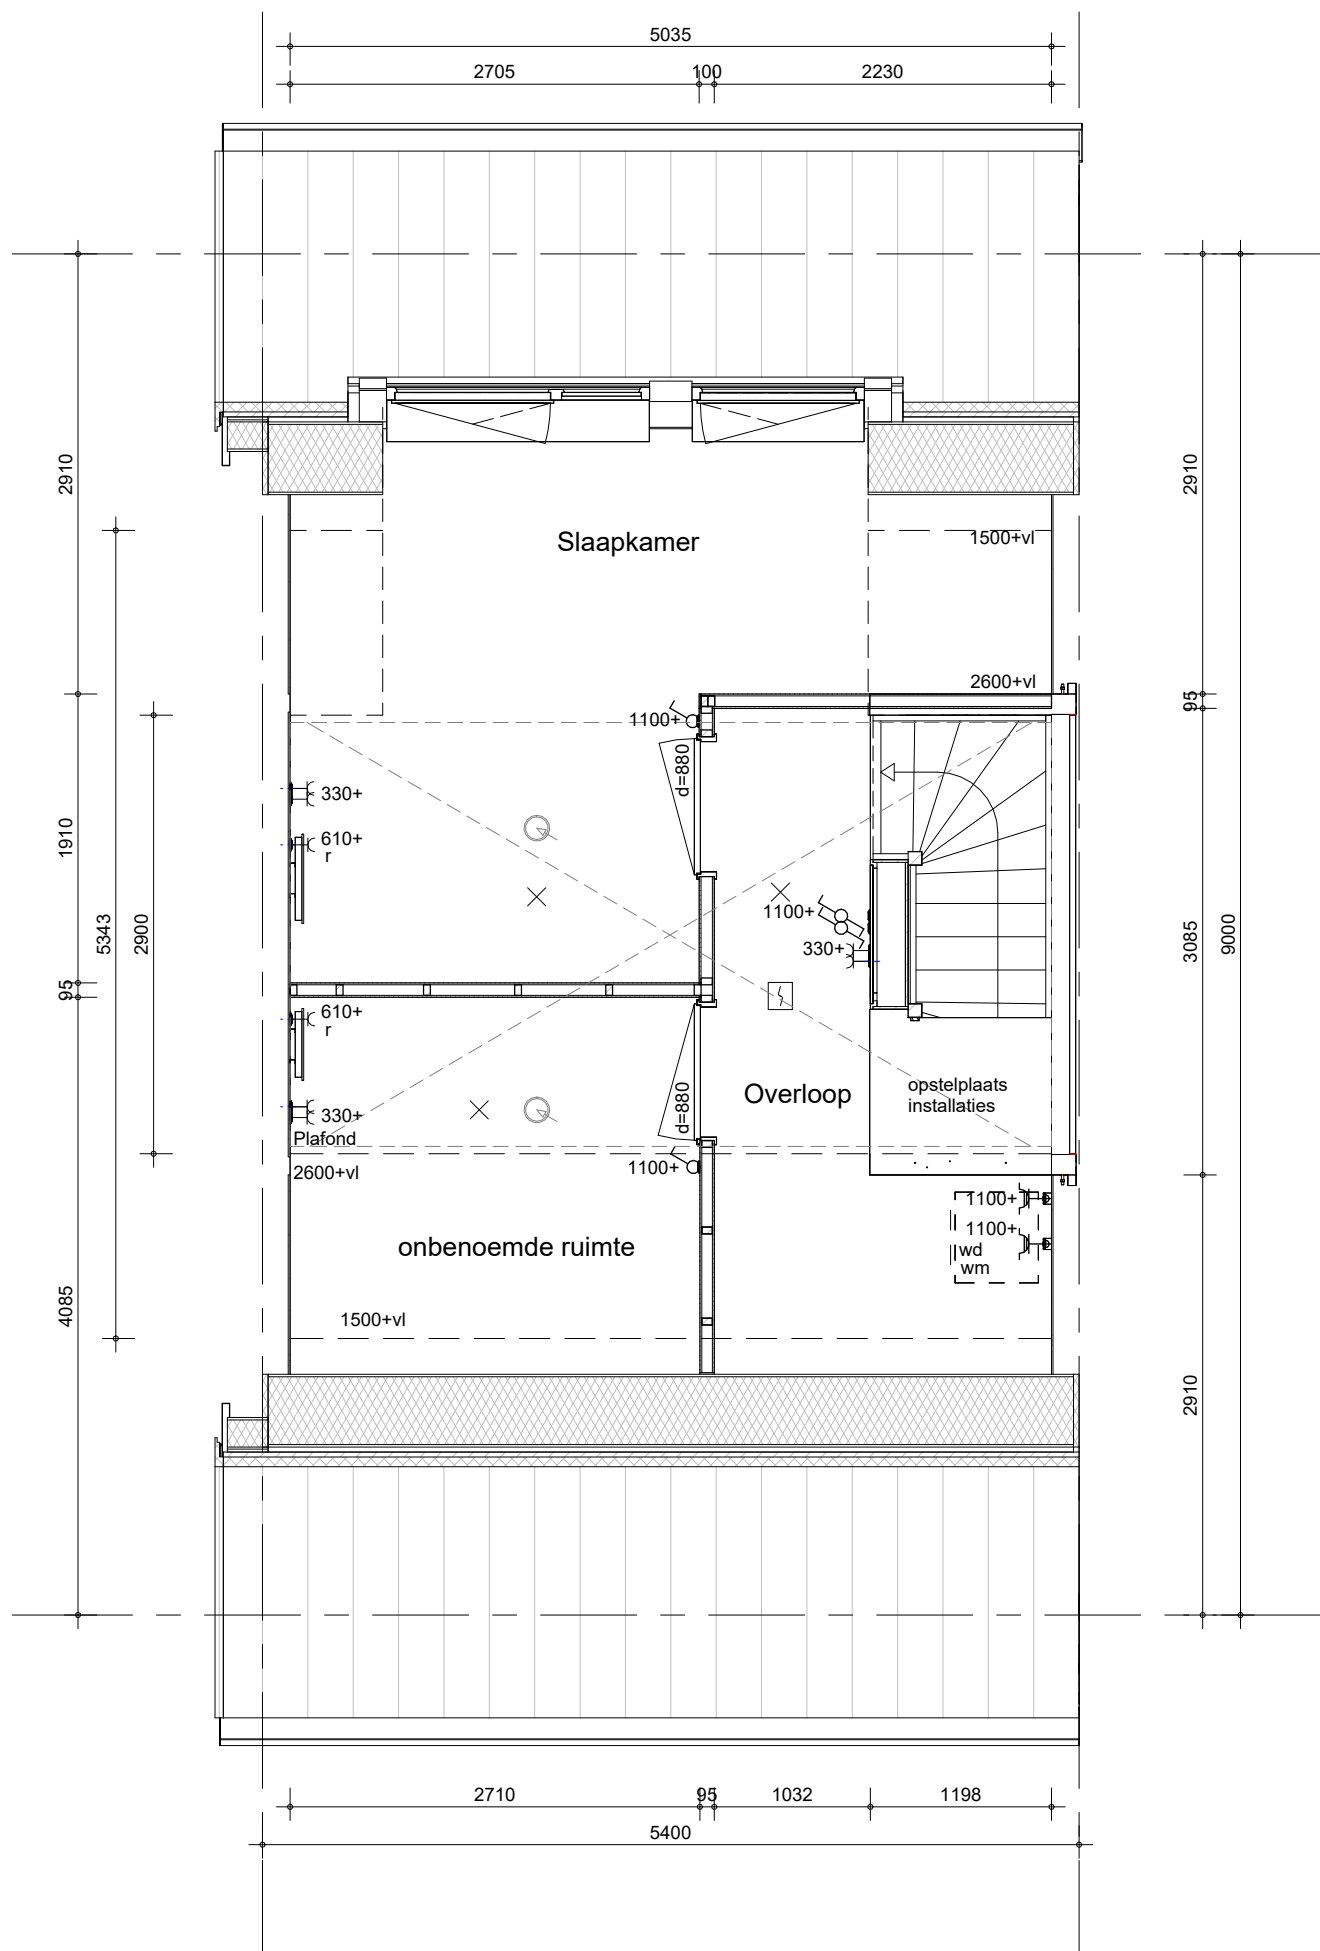 5035
2705
100
2230
2910
2910
Slaapkamer
1500+vl
2600+vl
95
1100+
d=880
330+
610+
r
1910
5343
2900
1100+
330+
3085
9000
95
610+
r
330+
Plafond
2600+vl
d=880
1100+
Overloop
opstelplaats
installaties
1100+
1100+
wd
wm
onbenoemde ruimte
1500+vl
4085
2910
2710
95
1032
1198
5400